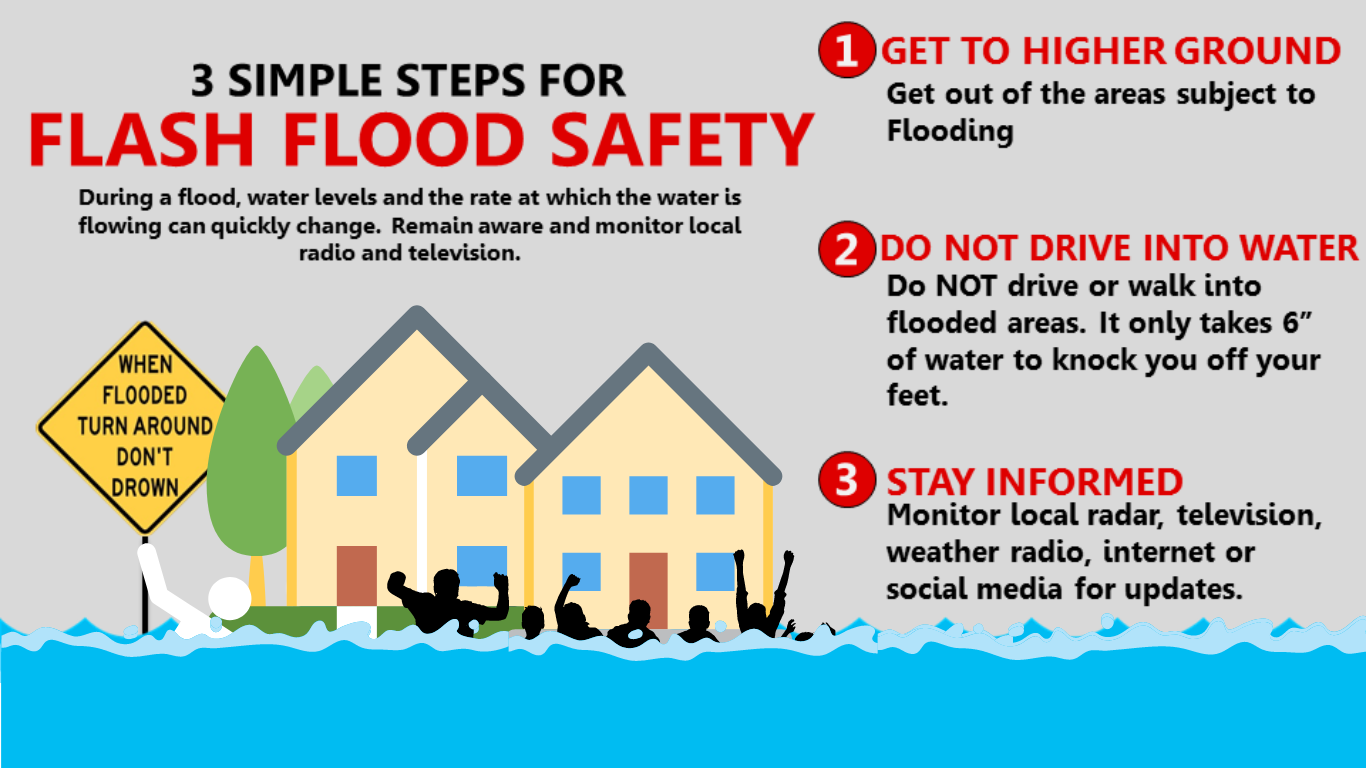 3 SIMPLE STEPS FOR
FLASH FLOOD SAFETY
During a flood, water levels and the rate at which the water is
flowing can quickly change. Remain aware and monitor local
radio and television.
WHEN
FLOODED
TURN AROUND
DON'T
DROWN
1 GET TO HIGHER GROUND
Get out of the areas subject to
Flooding
2 DO NOT DRIVE INTO WATER
Do NOT drive or walk into
flooded areas. It only takes 6”
of water to knock you off your
feet.
3 STAY INFORMED
Monitor local radar, television,
weather radio, internet or
social media for updates.